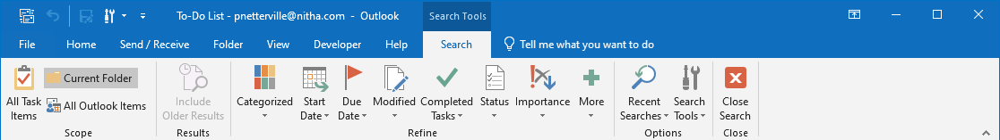 To-Do List - pnetterville@nitha.com - Outlook
Search Tools
File Home Send / Receive Folder View Developer Help Search Tell me what you want to do
All Task Items
Current Folder
All Outlook Items
Scope
Include Older Results
Results
Categorized
Start Date
Due Date
Modified
Completed Tasks
Status
Importance
More
Refine
Recent Searches
Search Tools
Options
Close Search
Close